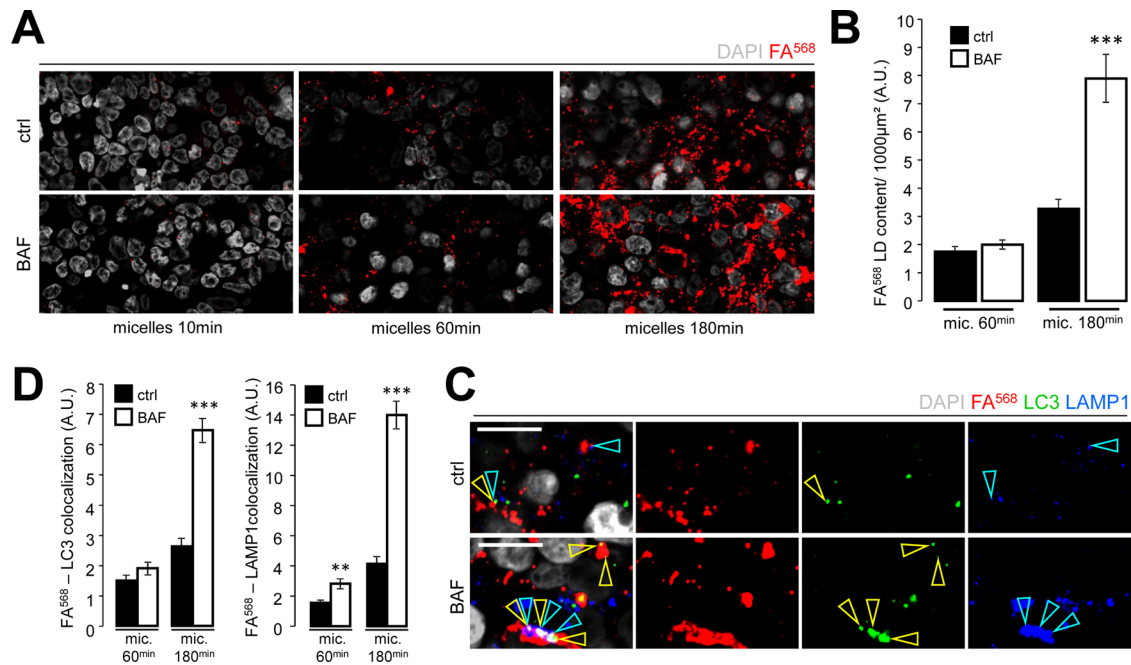 A
DAPI FA⁵⁶⁸
ctrl
BAF
micelles 10min
micelles 60min
micelles 180min
B
FA⁵⁶⁸ LD content/ 1000µm² (A.U.)
10
9
8
7
6
5
4
3
2
1
0
ctrl
BAF
***
mic. 60ᵐⁱⁿ
mic. 180ᵐⁱⁿ
D
FA⁵⁶⁸ – LC3 colocalization (A.U.)
8
7
6
5
4
3
2
1
0
ctrl
BAF
***
mic.
60ᵐⁱⁿ
mic.
180ᵐⁱⁿ
FA⁵⁶⁸ – LAMP1colocalization (A.U.)
16
14
12
10
8
6
4
2
0
ctrl
BAF
**
***
mic.
60ᵐⁱⁿ
mic.
180ᵐⁱⁿ
C
DAPI FA⁵⁶⁸ LC3 LAMP1
ctrl
BAF